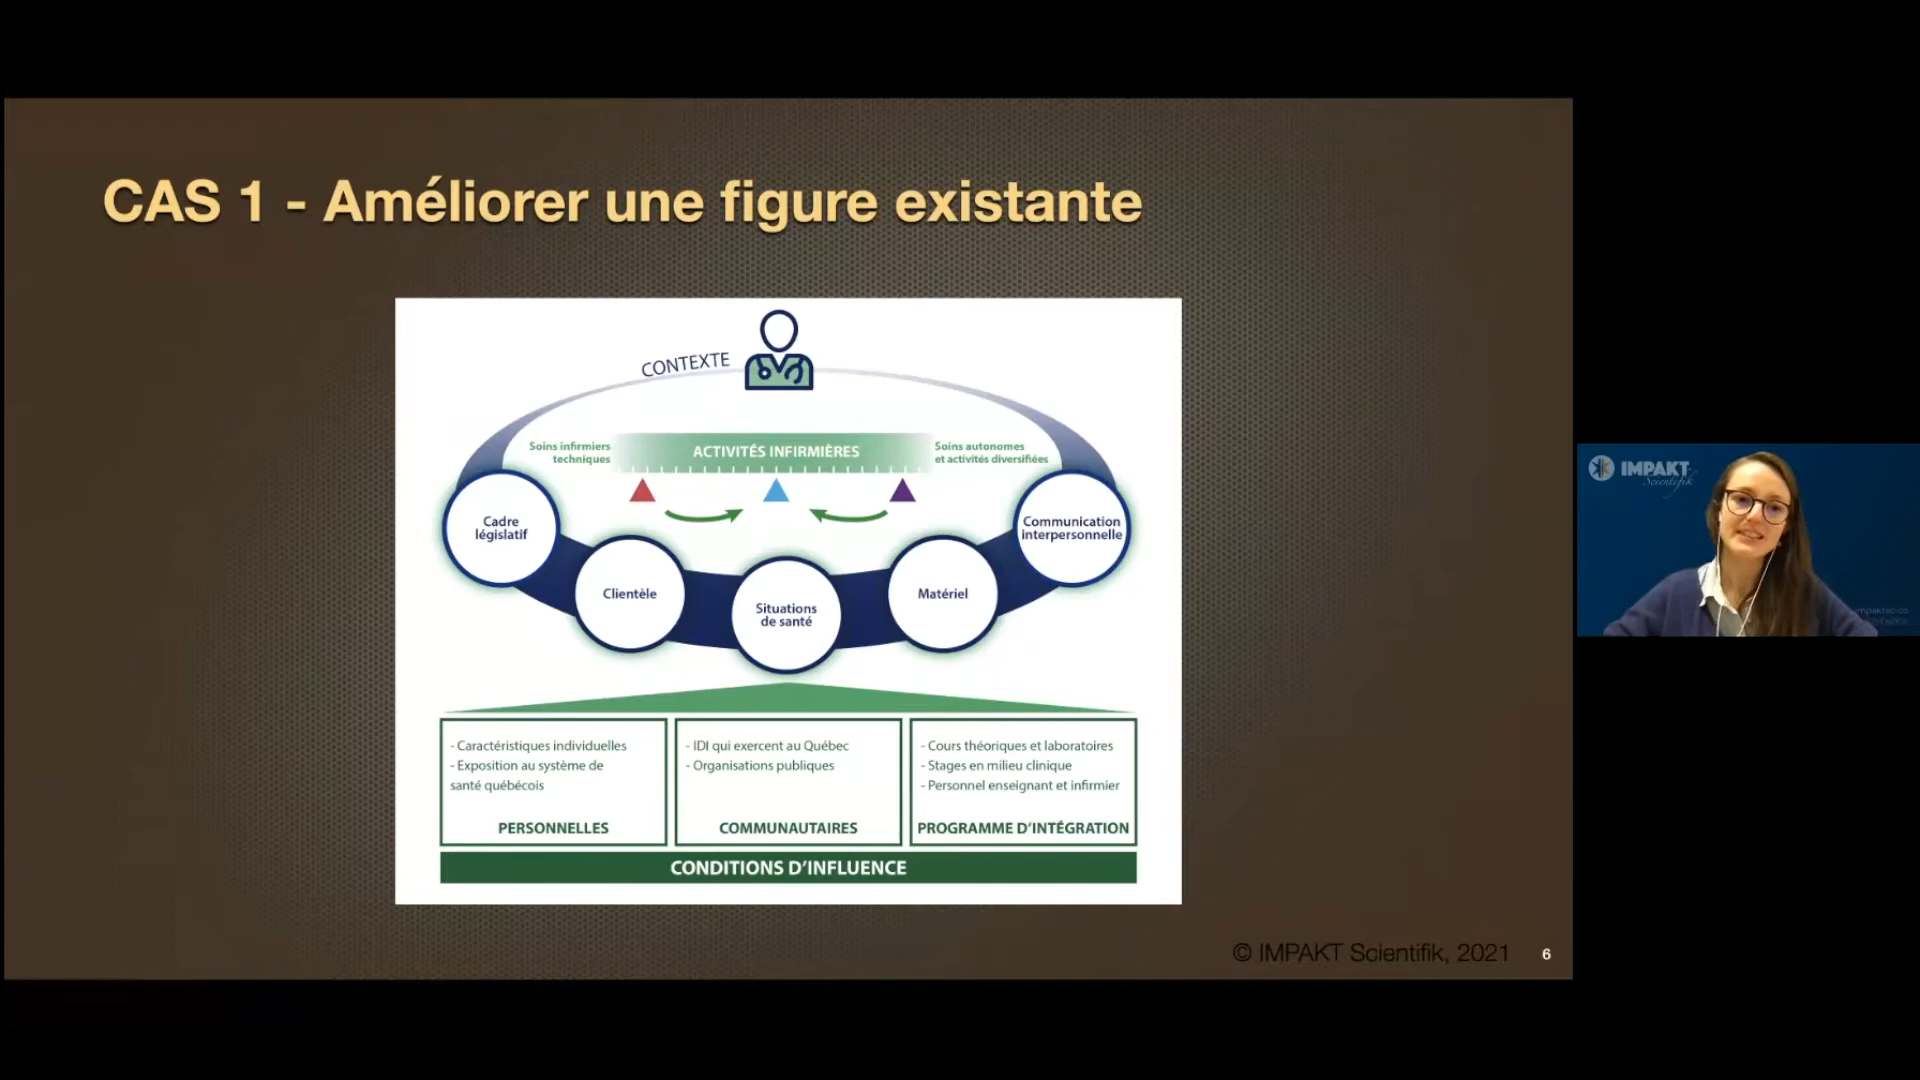 CAS 1 - Améliorer une figure existante
CONTEXTE
Soins infirmiers
techniques
ACTIVITÉS INFIRMIÈRES
Soins autonomes
et activités diversifiées
Cadre
législatif
Clientèle
Situations
de santé
Matériel
Communication
interpersonnelle
- Caractéristiques individuelles
- Exposition au système de
santé québécois
PERSONNELLES
- IDI qui exercent au Québec
- Organisations publiques
COMMUNAUTAIRES
- Cours théoriques et laboratoires
- Stages en milieu clinique
- Personnel enseignant et infirmier
PROGRAMME D'INTÉGRATION
CONDITIONS D'INFLUENCE
© IMPAKT Scientifik, 2021
6
IMPAKT
Scientifik